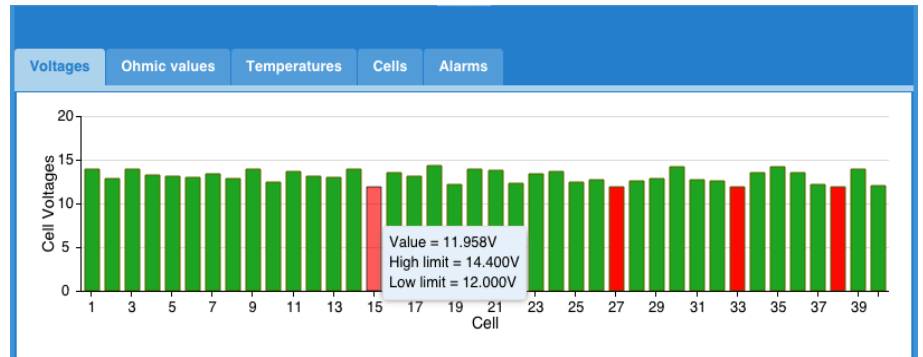 Voltages Ohmic values Temperatures Cells Alarms
20
15
10
5
0
Cell Voltages
Value = 11.958V
High limit = 14.400V
Low limit = 12.000V
1 3 5 7 9 11 13 15 17 19 21 23 25 27 29 31 33 35 37 39
Cell